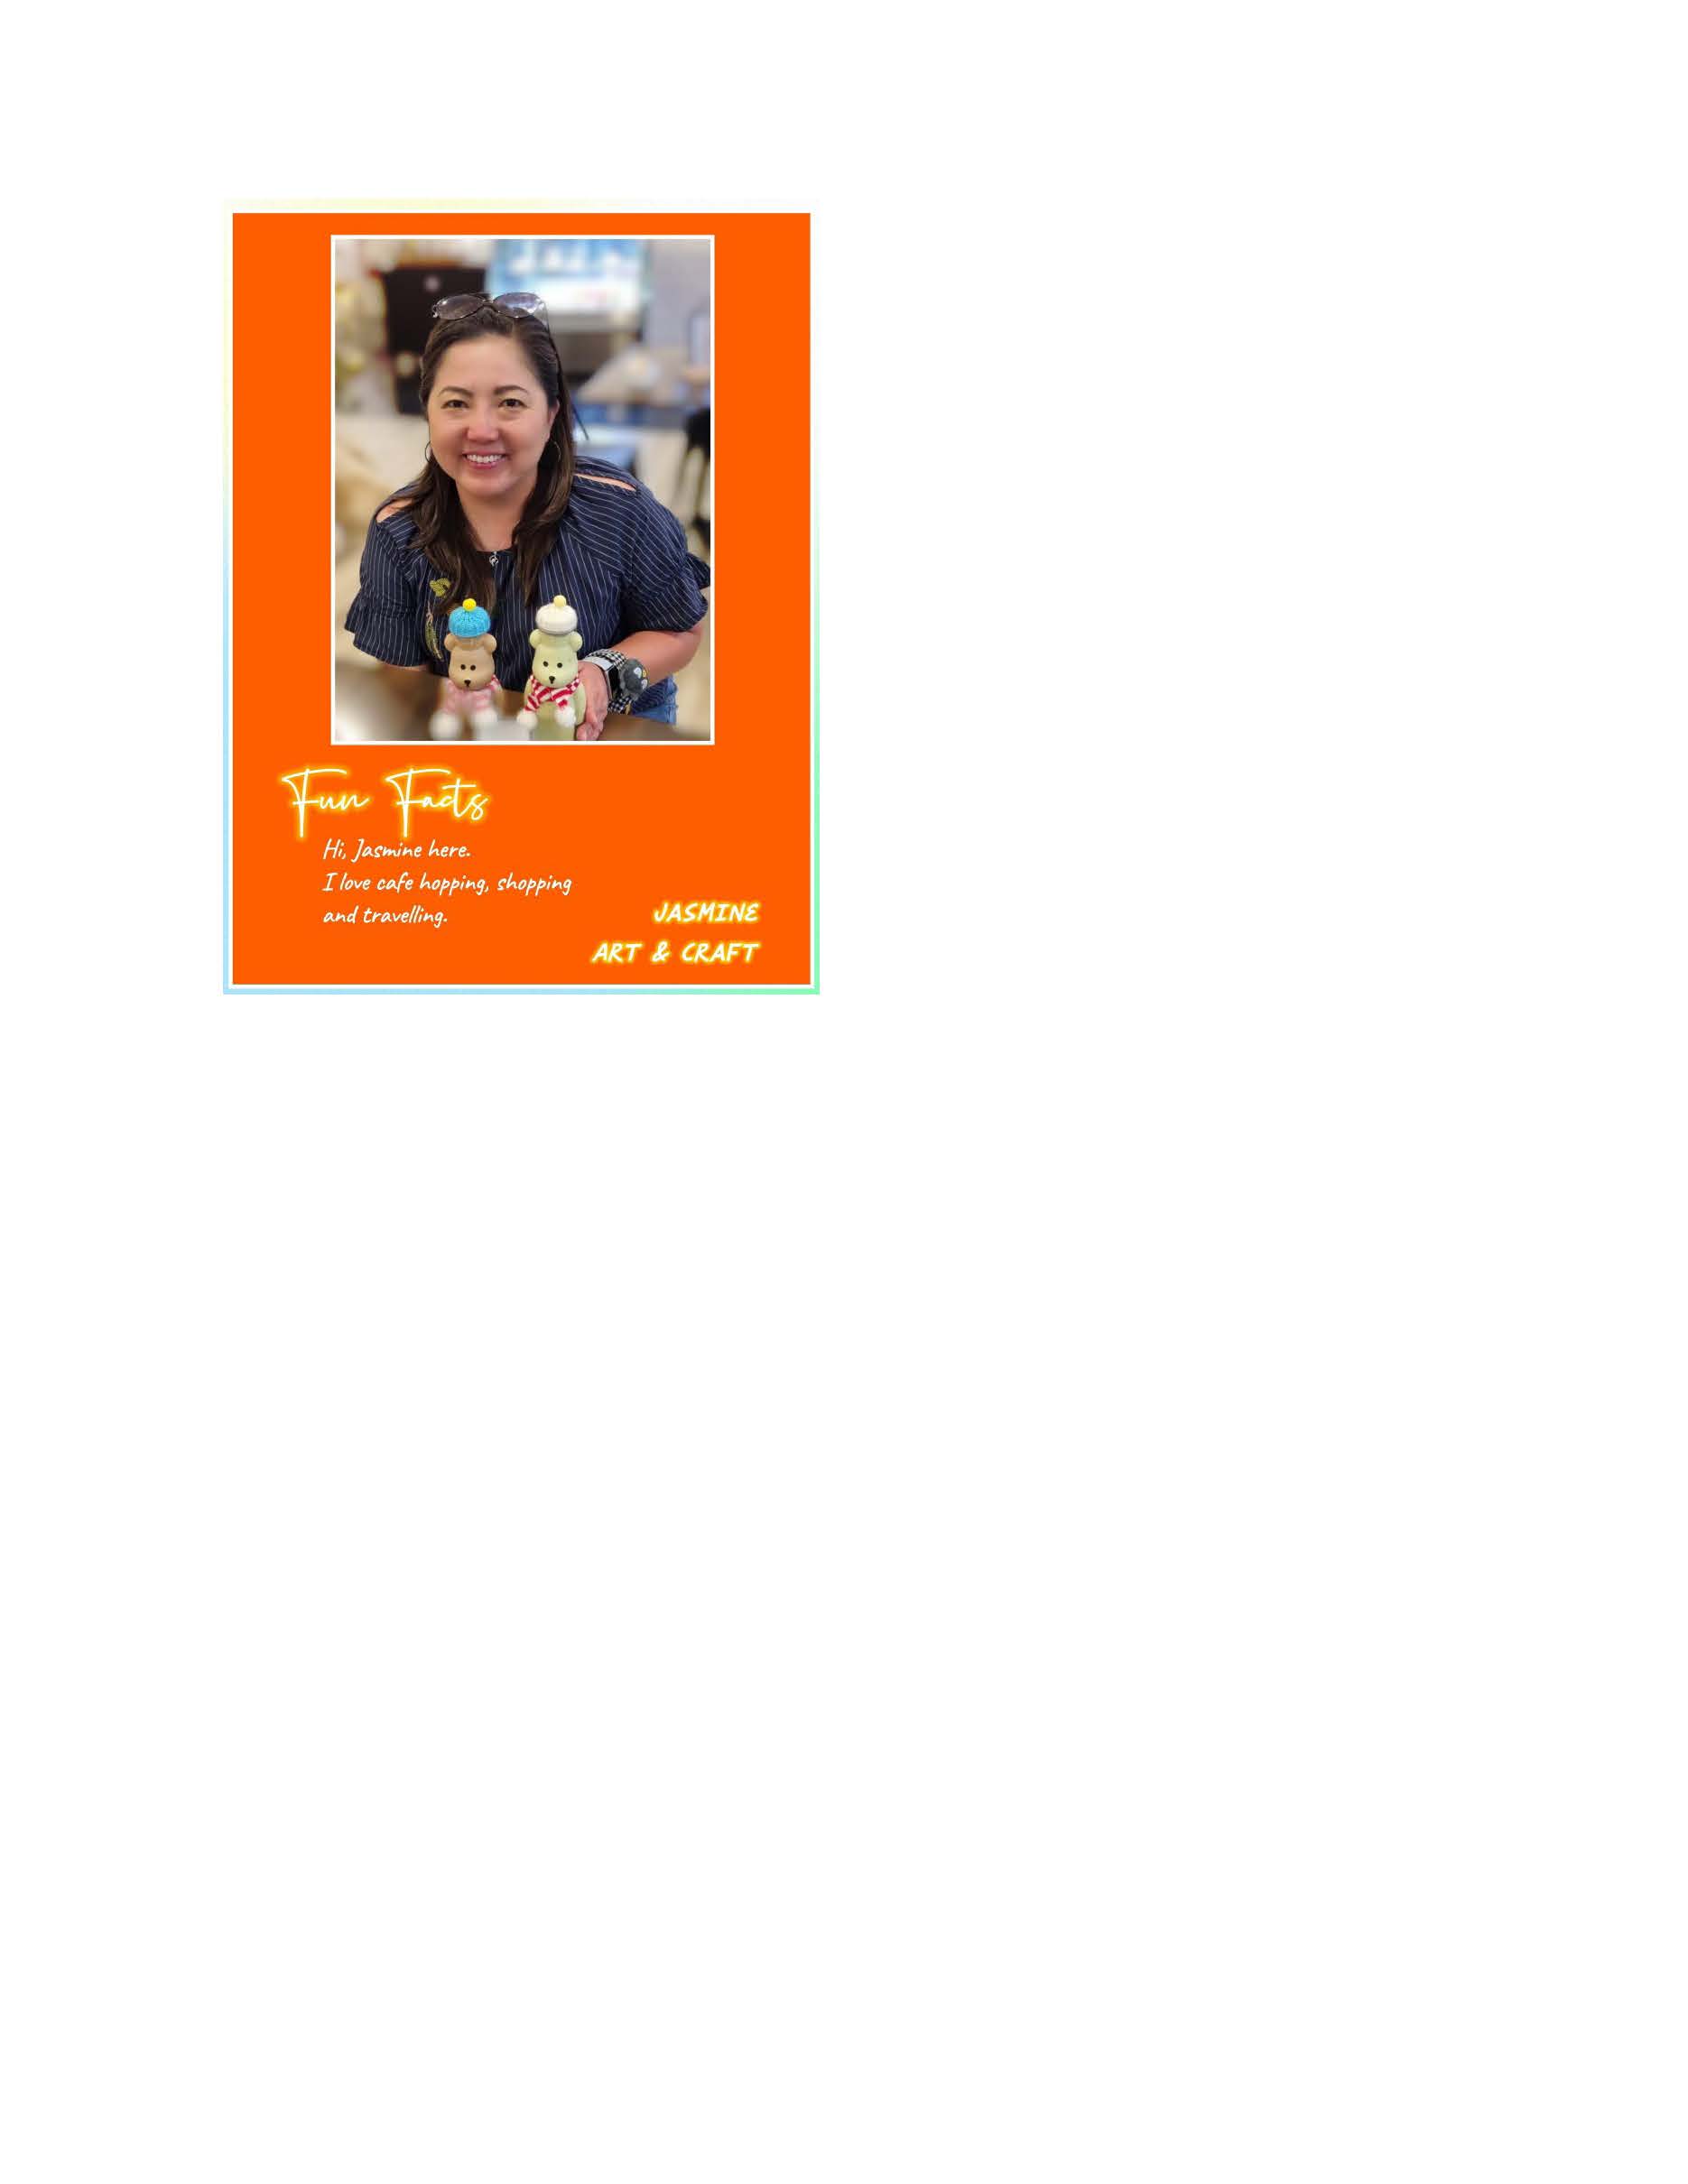 Fun Facts
Hi, Jasmine here.
I love cafe hopping, shopping
and travelling.
JASMINE
ART & CRAFT